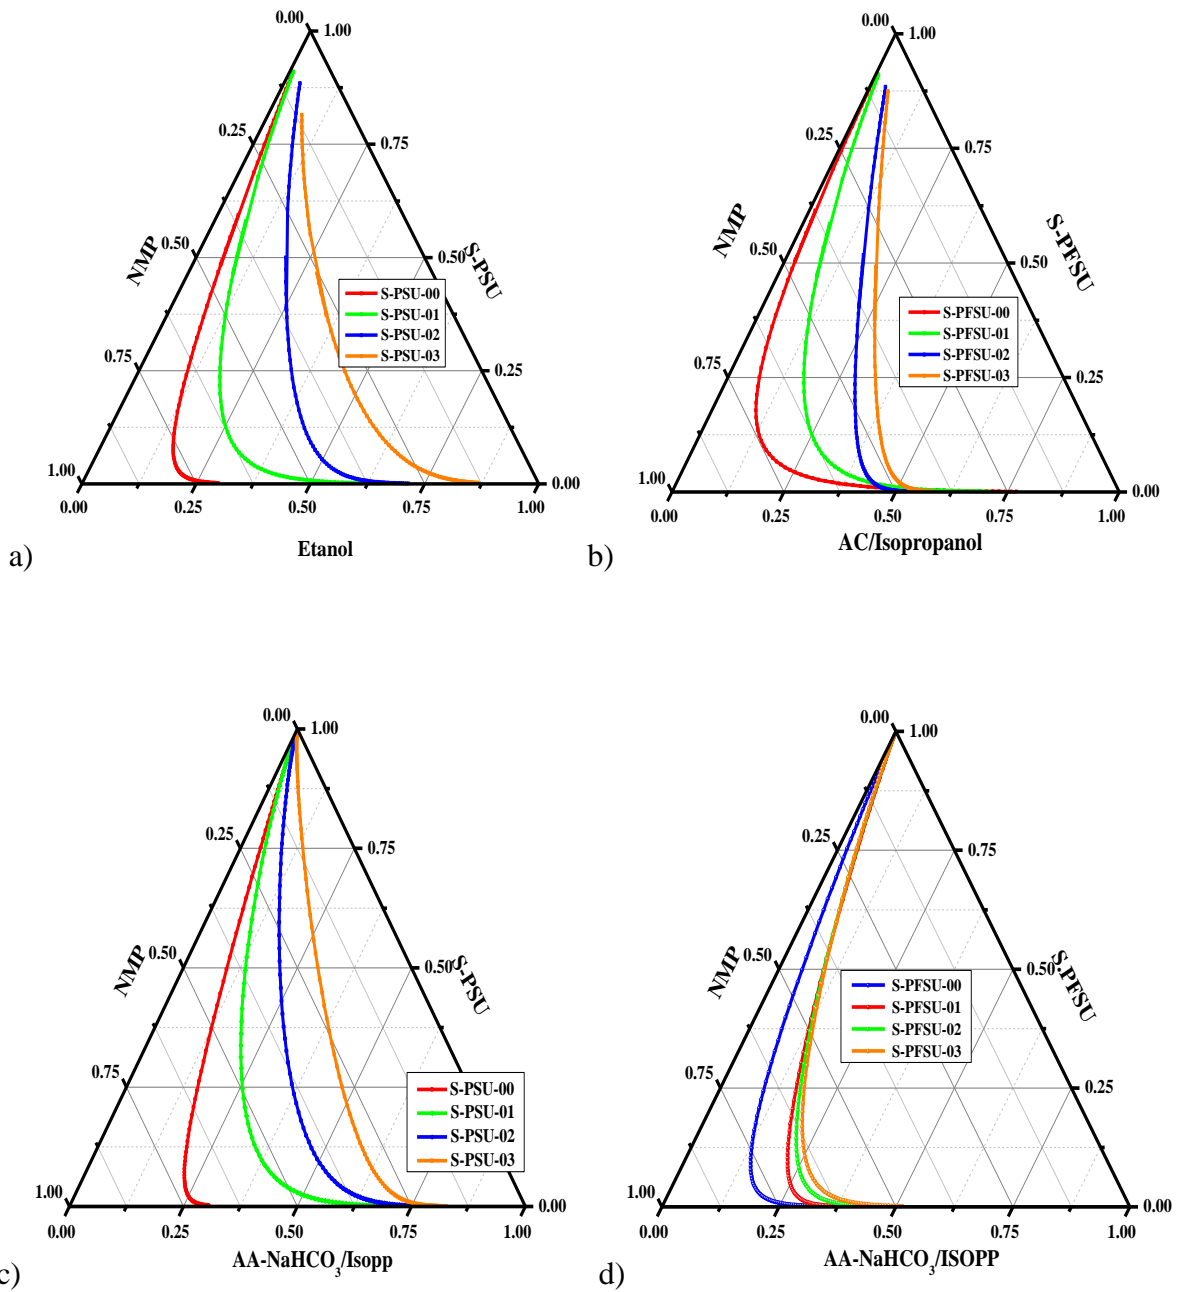 0.00
1.00
0.25
0.75
NMP
S-PSU
0.50
0.50
S-PSU-00
S-PSU-01
S-PSU-02
S-PSU-03
0.75
0.25
1.00
0.00
0.00
0.25
0.50
0.75
1.00
Etanol
a)
0.00
1.00
0.25
0.75
NMP
S-PFSU
0.50
0.50
S-PFSU-00
S-PFSU-01
S-PFSU-02
S-PFSU-03
0.75
0.25
1.00
0.00
0.00
0.25
0.50
0.75
1.00
AC/Isopropanol
b)
0.00
1.00
0.25
0.75
NMP
S-PSU
0.50
0.50
0.75
0.25
S-PSU-00
S-PSU-01
S-PSU-02
S-PSU-03
1.00
0.00
0.00
0.25
0.50
0.75
1.00
AA-NaHCO₃/Isopp
c)
0.00
1.00
0.25
0.75
NMP
S.PFSU
0.50
0.50
S-PFSU-00
S-PFSU-01
S-PFSU-02
S-PFSU-03
0.75
0.25
1.00
0.00
0.00
0.25
0.50
0.75
1.00
AA-NaHCO₃/ISOPP
d)